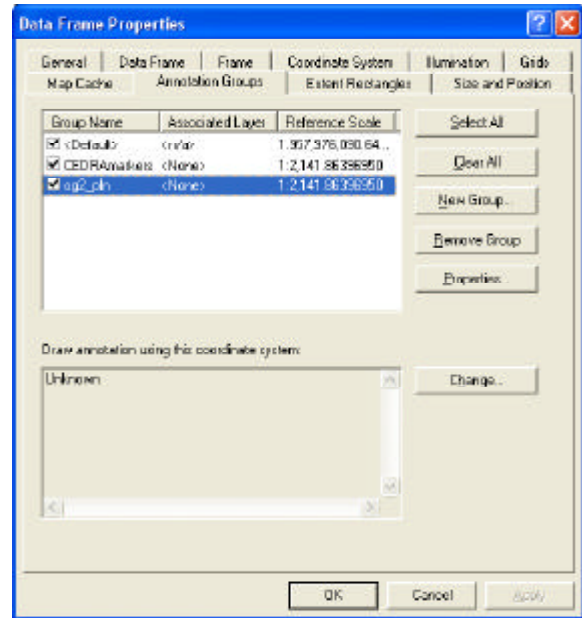 Data Frame Properties
General Data Frame Frame Coordinate System Illumination Grids
Map Cache Annotation Groups Extent Rectangles Size and Position
Group Name Associated Layer Reference Scale
<Default> <n/a>
CEDRAmarkers <None> 1:2,141.86396950
<None> 1:2,141.86396950
Select All
Clear All
New Group...
Remove Group
Properties
Draw annotation using this coordinate system:
Unknown
Change...
OK Cancel Apply